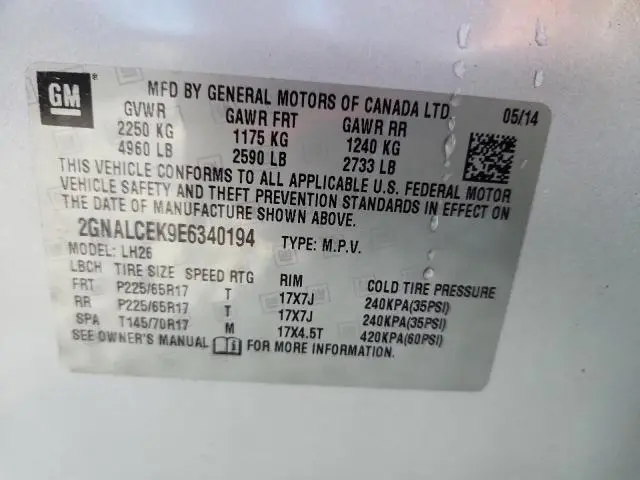 GM ®
MFD BY GENERAL MOTORS OF CANADA LTD 05/14
GVWR GAWR FRT GAWR RR
2250 KG 1175 KG 1240 KG
4960 LB 2590 LB 2733 LB
THIS VEHICLE CONFORMS TO ALL APPLICABLE U.S. FEDERAL MOTOR
VEHICLE SAFETY AND THEFT PREVENTION STANDARDS IN EFFECT ON
THE DATE OF MANUFACTURE SHOWN ABOVE.
2GNALCEK9E6340194 TYPE: M.P.V.
MODEL: LH26
LBCH TIRE SIZE SPEED RTG RIM COLD TIRE PRESSURE
FRT P225/65R17 T 17X7J 240KPA(35PSI)
RR P225/65R17 T 17X7J 240KPA(35PSI)
SPA T145/70R17 M 17X4.5T 420KPA(60PSI)
SEE OWNER'S MANUAL FOR MORE INFORMATION.